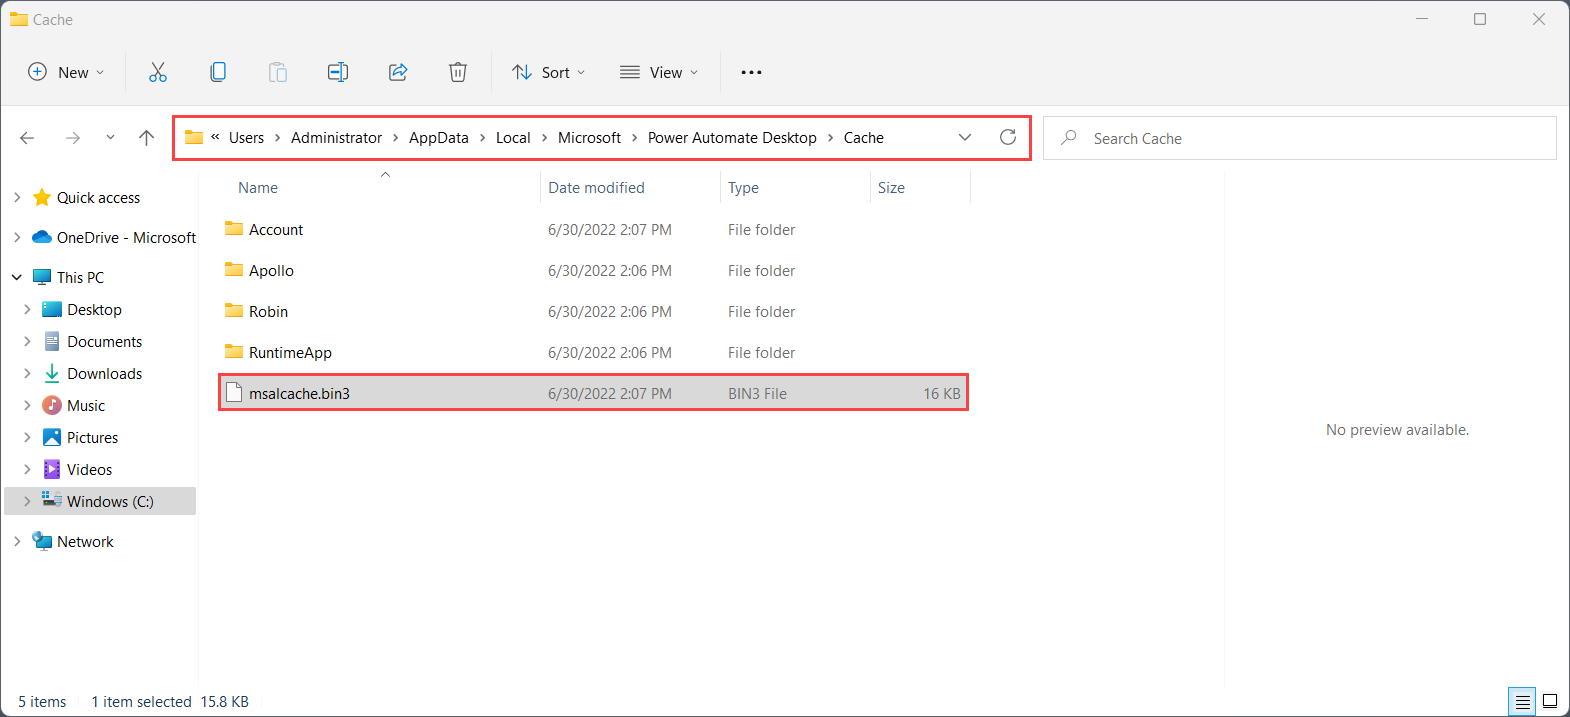 Cache
New
Sort
View
« Users > Administrator > AppData > Local > Microsoft > Power Automate Desktop > Cache
Search Cache
Quick access
OneDrive - Microsoft
This PC
Desktop
Documents
Downloads
Music
Pictures
Videos
Windows (C:)
Network
Name Date modified Type Size
Account 6/30/2022 2:07 PM File folder
Apollo 6/30/2022 2:06 PM File folder
Robin 6/30/2022 2:06 PM File folder
RuntimeApp 6/30/2022 2:06 PM File folder
msalcache.bin3 6/30/2022 2:07 PM BIN3 File 16 KB
No preview available.
5 items 1 item selected 15.8 KB